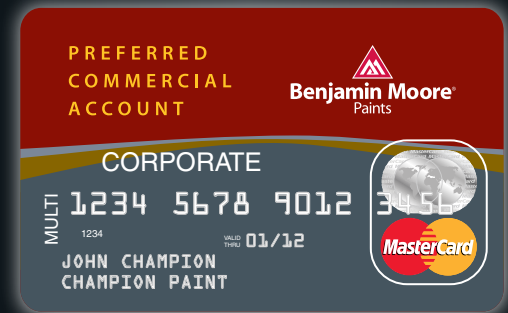 PREFERRED
COMMERCIAL
ACCOUNT
Benjamin Moore®
Paints
CORPORATE
MULTI
1234 5678 9012 3456
1234
VALID THRU 01/12
JOHN CHAMPION
CHAMPION PAINT
MasterCard